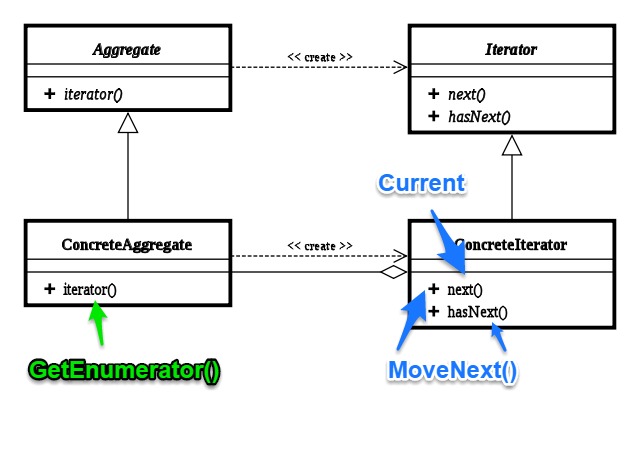 Aggregate
<< create >>
Iterator
+ iterator()
+ next()
+ hasNext()
Current
ConcreteAggregate
<< create >>
ConcreteIterator
+ iterator()
+ next()
+ hasNext()
GetEnumerator()
MoveNext()